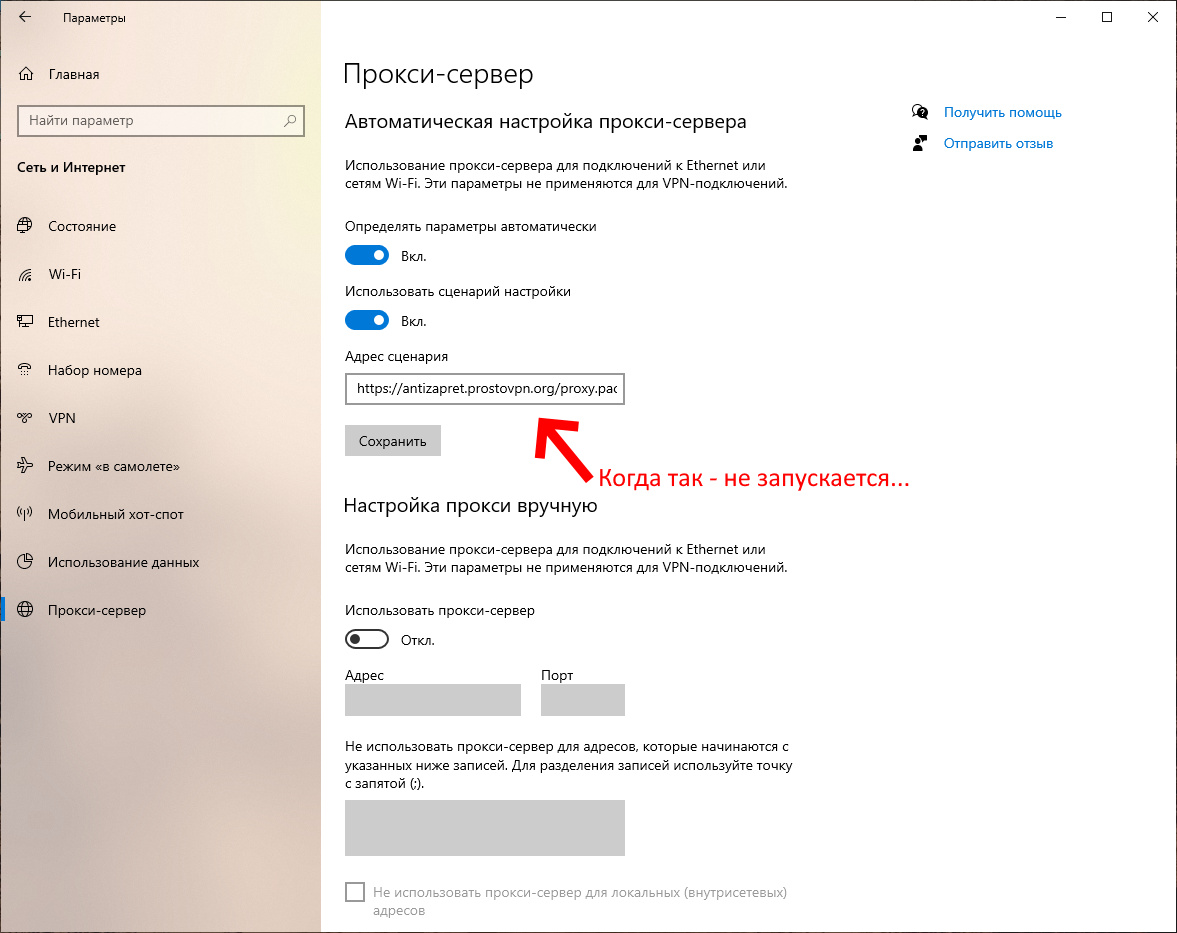 Параметры
Главная
Найти параметр
Сеть и Интернет
Состояние
Wi-Fi
Ethernet
Набор номера
VPN
Режим «в самолете»
Мобильный хот-спот
Использование данных
Прокси-сервер
Прокси-сервер
Автоматическая настройка прокси-сервера
Использование прокси-сервера для подключений к Ethernet или
сетям Wi-Fi. Эти параметры не применяются для VPN-подключений.
Определять параметры автоматически
Вкл.
Использовать сценарий настройки
Вкл.
Адрес сценария
https://antizapret.prostovpn.org/proxy.pac
Сохранить
Когда так - не запускается...
Настройка прокси вручную
Использование прокси-сервера для подключений к Ethernet или
сетям Wi-Fi. Эти параметры не применяются для VPN-подключений.
Использовать прокси-сервер
Откл.
Адрес
Порт
Не использовать прокси-сервер для адресов, которые начинаются с
указанных ниже записей. Для разделения записей используйте точку
с запятой (;).
Не использовать прокси-сервер для локальных (внутрисетевых)
адресов
Получить помощь
Отправить отзыв